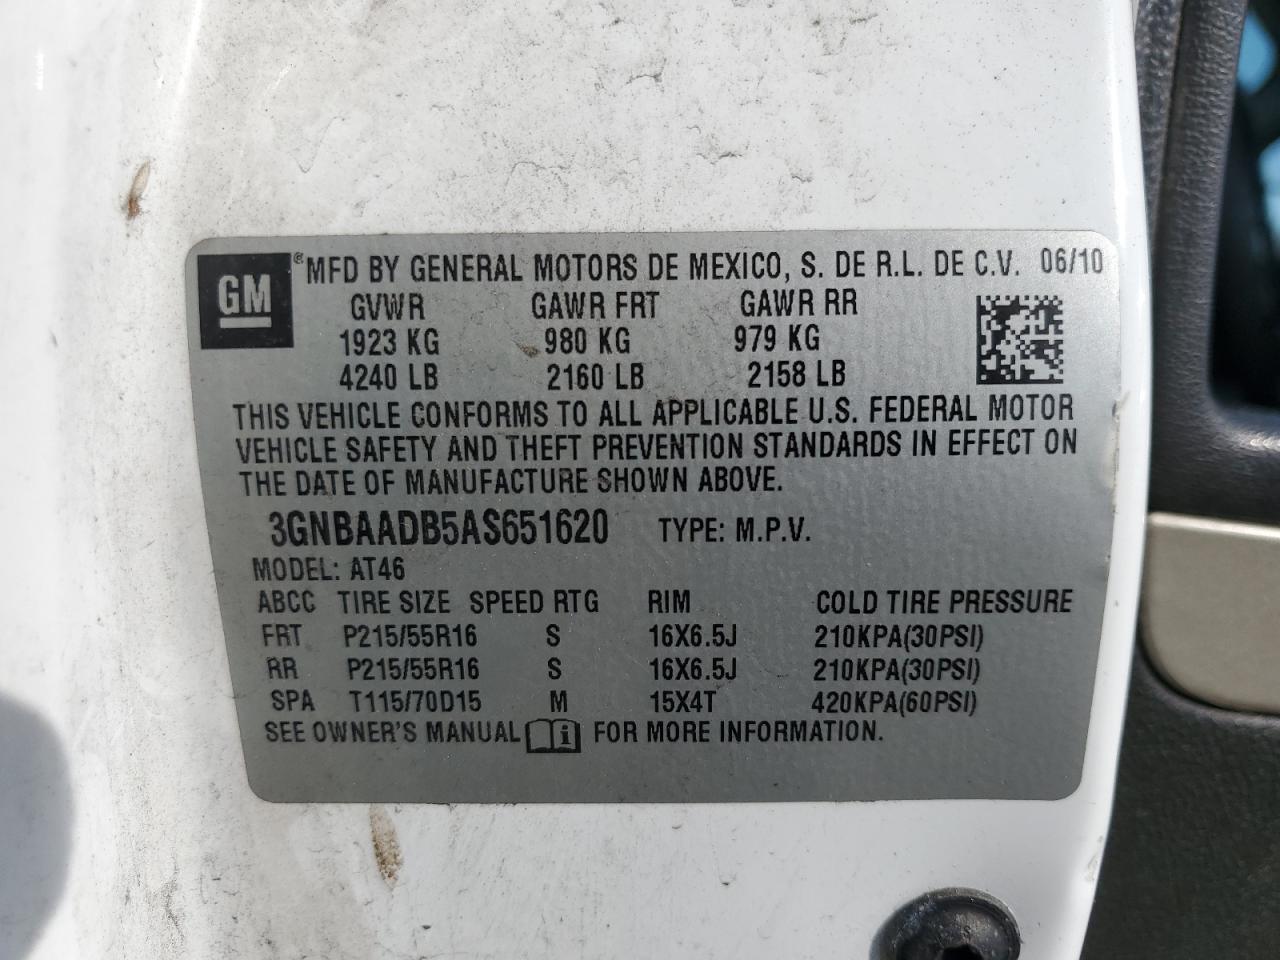 GM ® MFD BY GENERAL MOTORS DE MEXICO, S. DE R.L. DE C.V. 06/10
GVWR GAWR FRT GAWR RR
1923 KG 980 KG 979 KG
4240 LB 2160 LB 2158 LB
THIS VEHICLE CONFORMS TO ALL APPLICABLE U.S. FEDERAL MOTOR
VEHICLE SAFETY AND THEFT PREVENTION STANDARDS IN EFFECT ON
THE DATE OF MANUFACTURE SHOWN ABOVE.
3GNBAADB5AS651620 TYPE: M.P.V.
MODEL: AT46
ABCC TIRE SIZE SPEED RTG RIM COLD TIRE PRESSURE
FRT P215/55R16 S 16X6.5J 210KPA(30PSI)
RR P215/55R16 S 16X6.5J 210KPA(30PSI)
SPA T115/70D15 M 15X4T 420KPA(60PSI)
SEE OWNER'S MANUAL i FOR MORE INFORMATION.